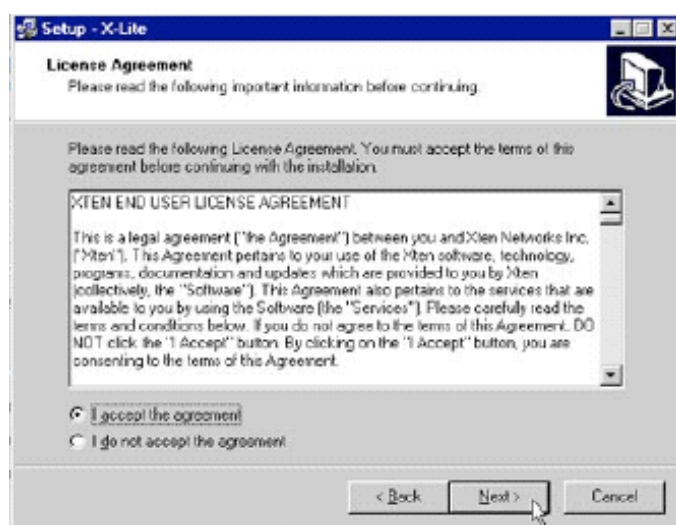 Setup - X-Lite
License Agreement
Please read the following important information before continuing.
Please read the following License Agreement. You must accept the terms of this
agreement before continuing with the installation.
XTEN END USER LICENSE AGREEMENT
This is a legal agreement ("the Agreement") between you and Xten Networks Inc.
("Xten"). This Agreement pertains to your use of the Xten software, technology,
programs, documentation and updates which are provided to you by Xten
(collectively, the "Software"). This Agreement also pertains to the services that are
available to you by using the Software (the "Services"). Please carefully read the
terms and conditions below. If you do not agree to the terms of this Agreement, DO
NOT click the "I Accept" button. By clicking on the "I Accept" button, you are
consenting to the terms of this Agreement.
I accept the agreement
I do not accept the agreement
< Back
Next >
Cancel